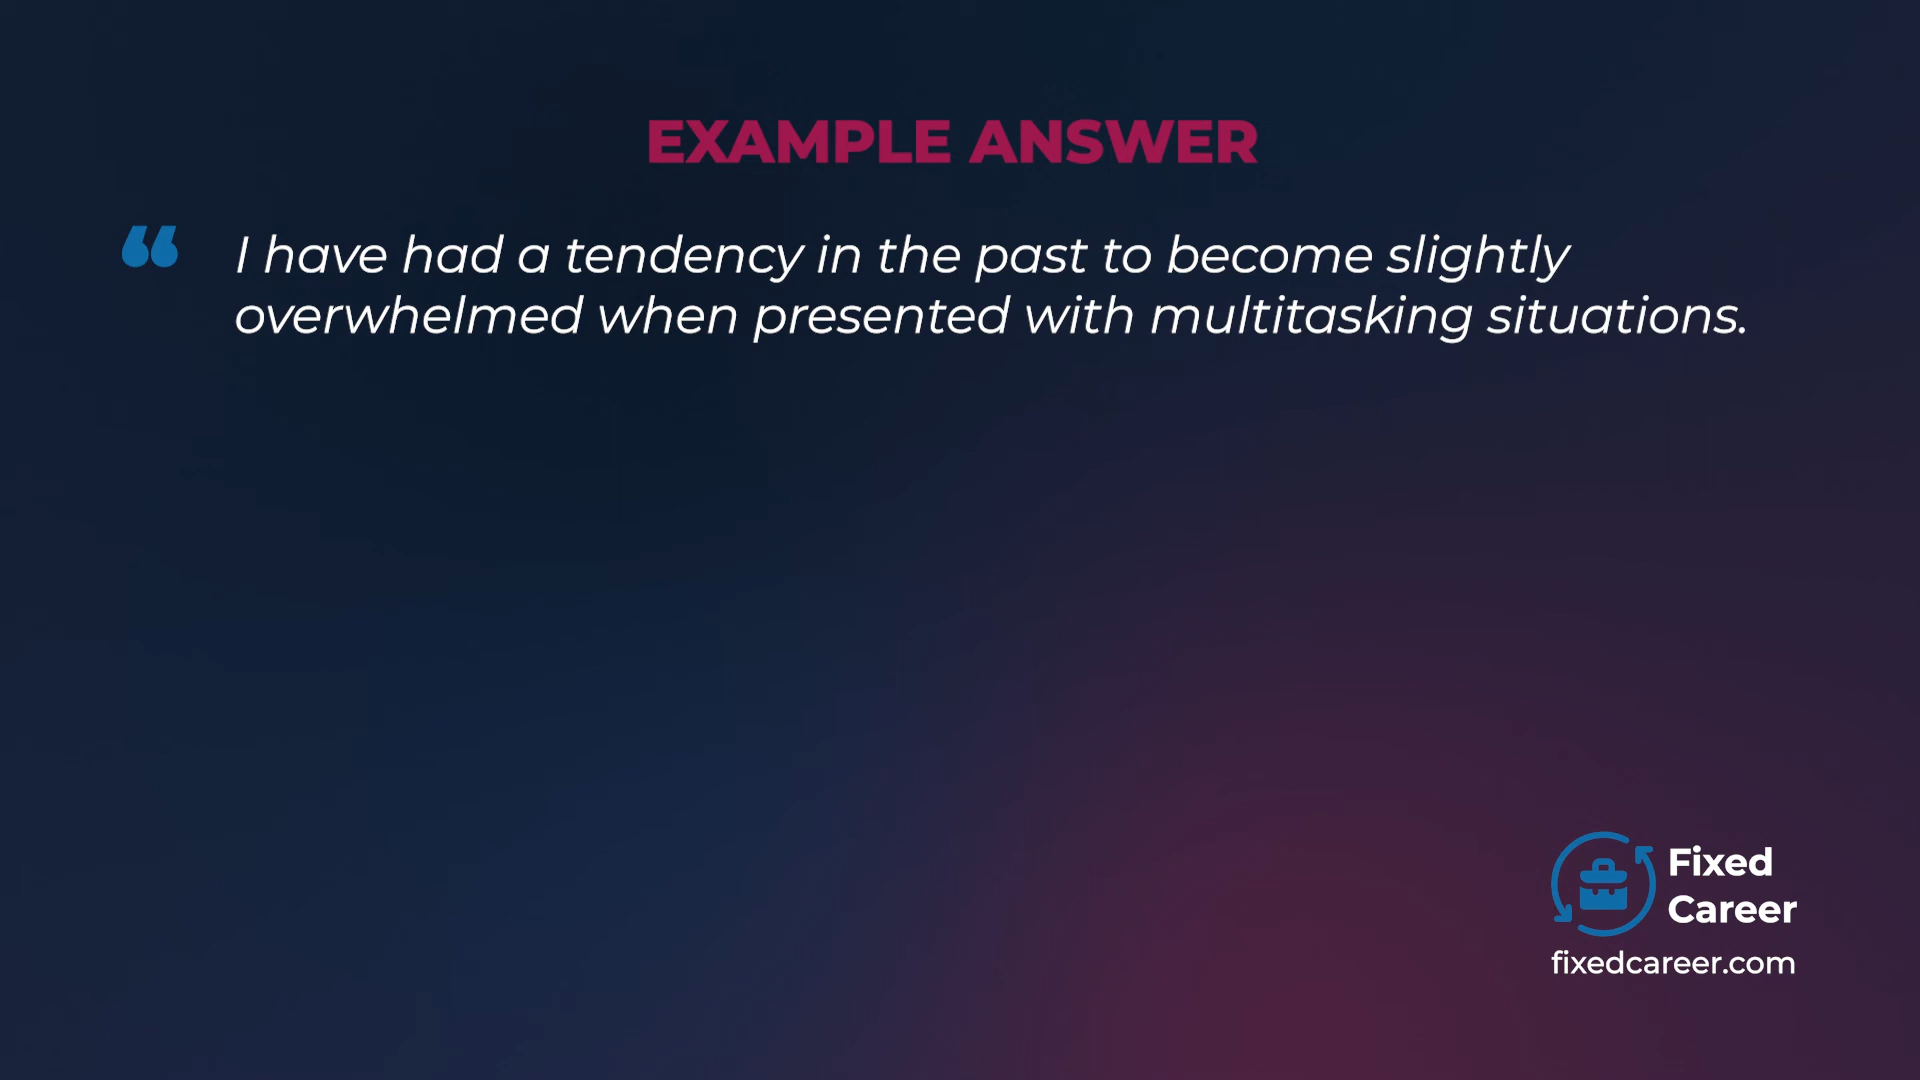 EXAMPLE ANSWER
“ I have had a tendency in the past to become slightly
overwhelmed when presented with multitasking situations.
Fixed
Career
fixedcareer.com